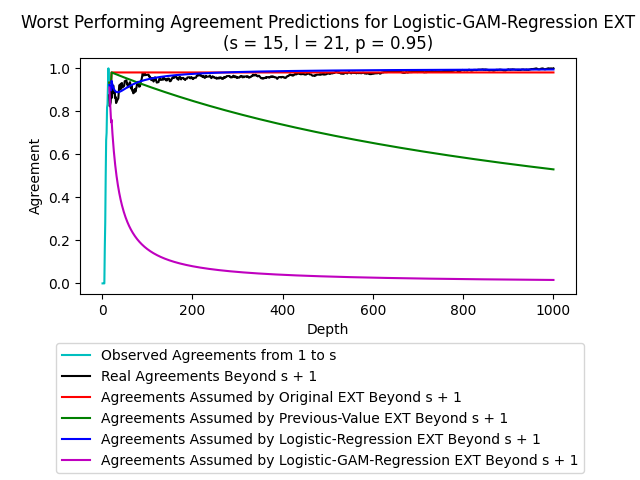 Worst Performing Agreement Predictions for Logistic-GAM-Regression EXT
(s = 15, l = 21, p = 0.95)
1.0
0.8
0.6
0.4
0.2
0.0
Agreement
0
200
400
600
800
1000
Depth
Observed Agreements from 1 to s
Real Agreements Beyond s + 1
Agreements Assumed by Original EXT Beyond s + 1
Agreements Assumed by Previous-Value EXT Beyond s + 1
Agreements Assumed by Logistic-Regression EXT Beyond s + 1
Agreements Assumed by Logistic-GAM-Regression EXT Beyond s + 1